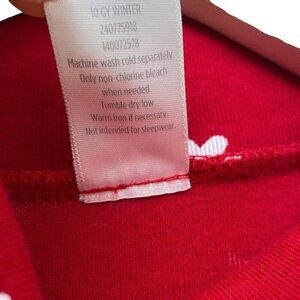 10 GY WINTER
240775918
140072578
Machine wash cold separately.
Only non-chlorine bleach
when needed.
Tumble dry low.
Warm iron if necessary.
Not intended for sleepwear.